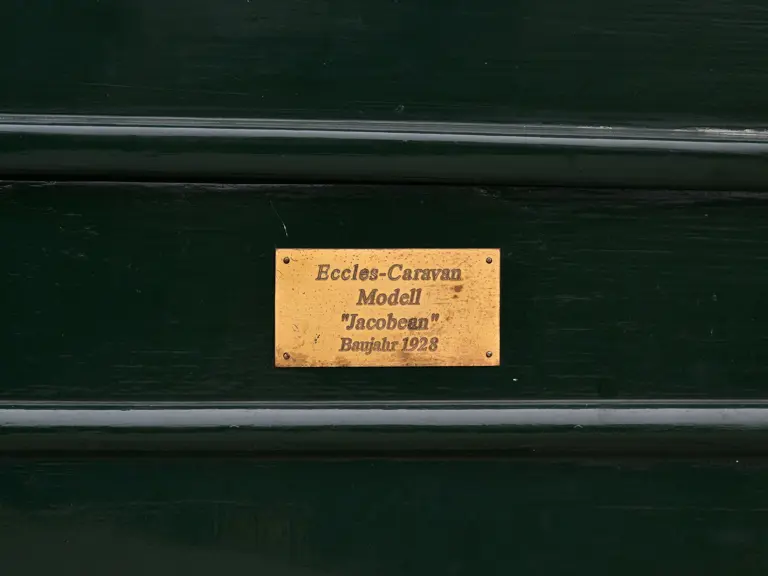 Eccles-Caravan
Modell
"Jacobean"
Baujahr 1928